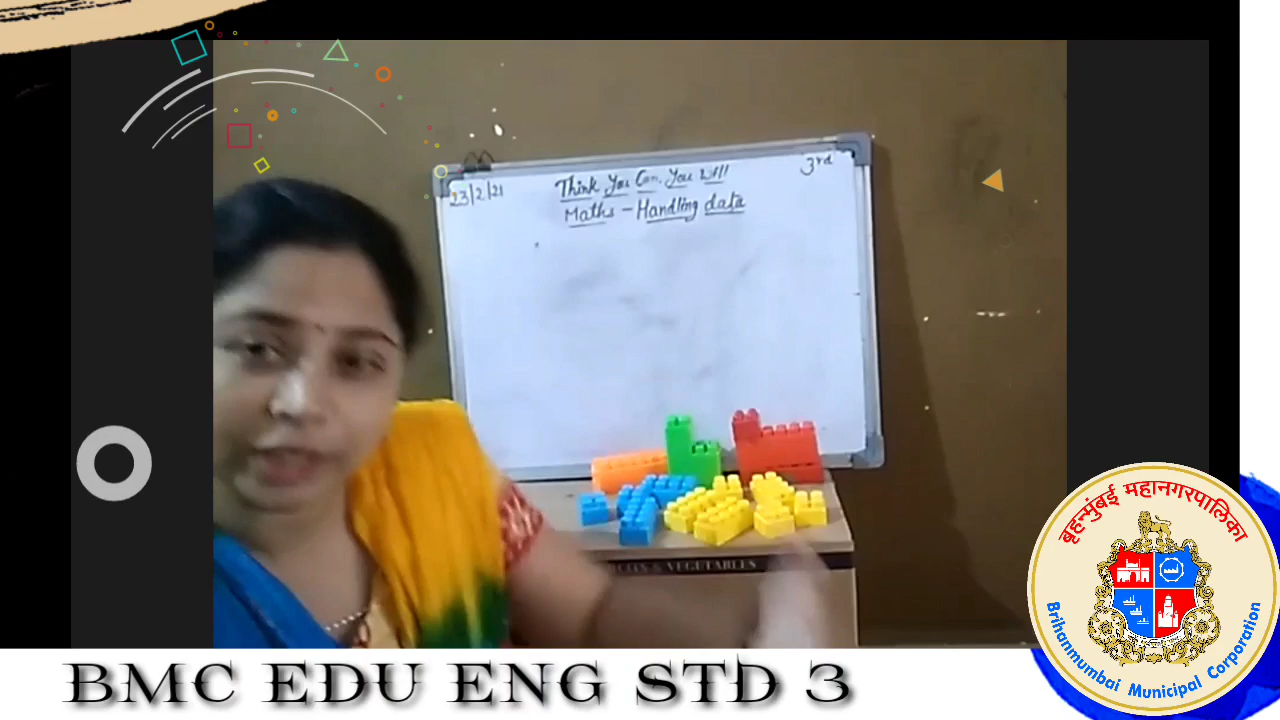 23/2/21
Think You Can, You Will
3rd
Maths - Handling data
& VEGETABLES
BMC EDU ENG STD 3
बृहन्मुंबई महानगरपालिका
Brihanmumbai Municipal Corporation